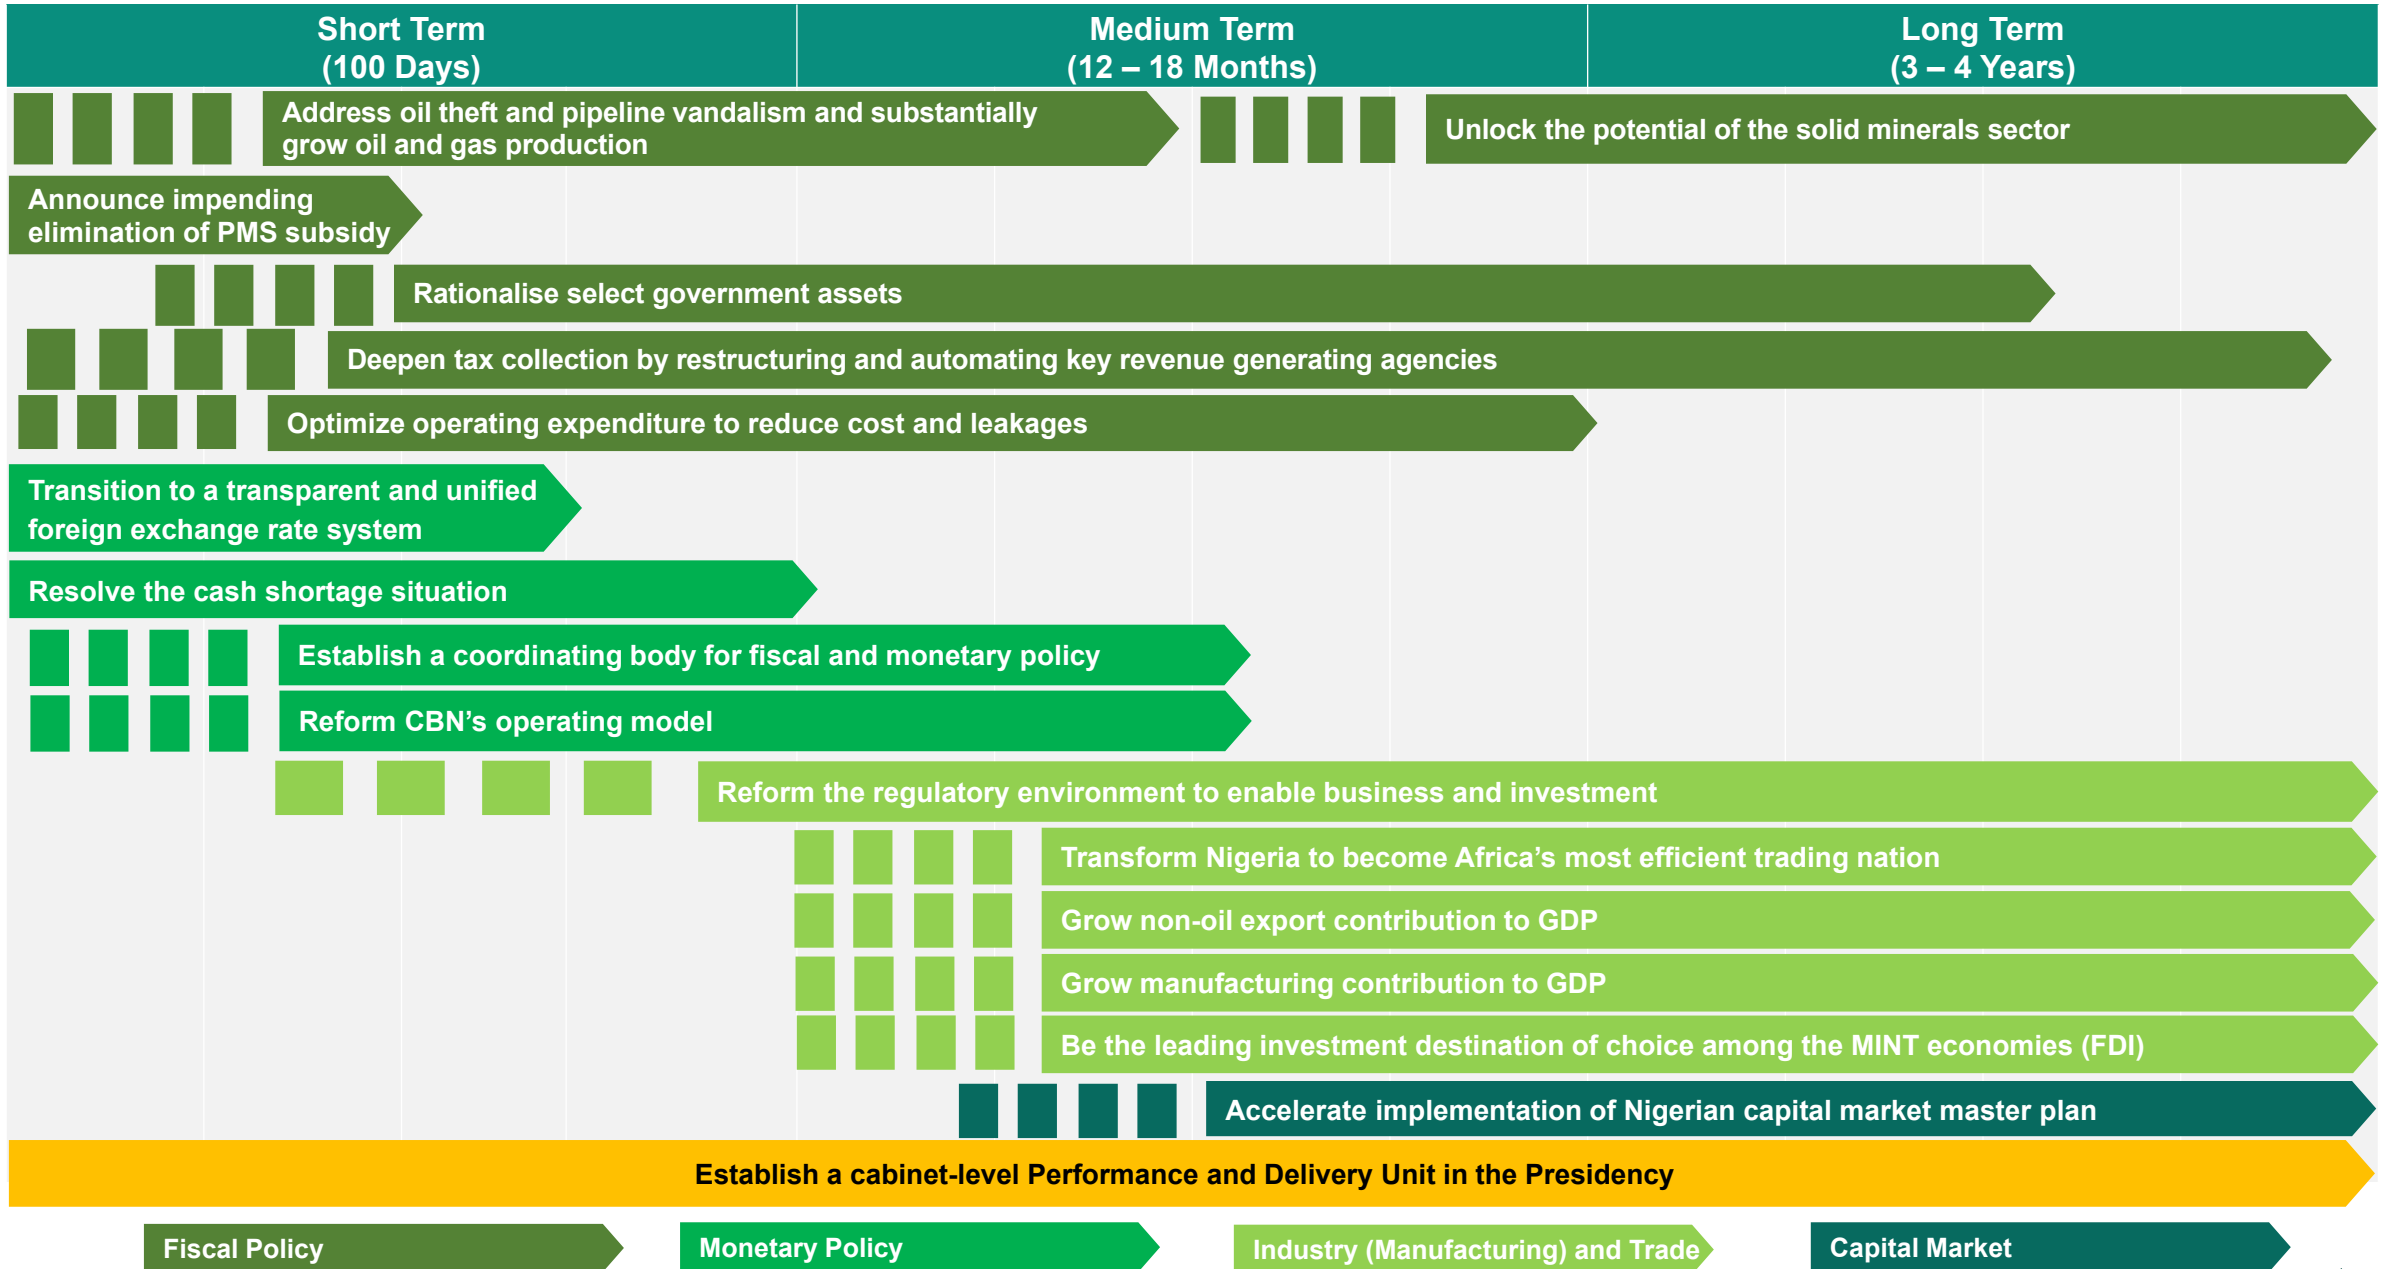 Short Term
(100 Days)
Medium Term
(12 – 18 Months)
Long Term
(3 – 4 Years)
Address oil theft and pipeline vandalism and substantially
grow oil and gas production
Unlock the potential of the solid minerals sector
Announce impending
elimination of PMS subsidy
Rationalise select government assets
Deepen tax collection by restructuring and automating key revenue generating agencies
Optimize operating expenditure to reduce cost and leakages
Transition to a transparent and unified
foreign exchange rate system
Resolve the cash shortage situation
Establish a coordinating body for fiscal and monetary policy
Reform CBN’s operating model
Reform the regulatory environment to enable business and investment
Transform Nigeria to become Africa’s most efficient trading nation
Grow non-oil export contribution to GDP
Grow manufacturing contribution to GDP
Be the leading investment destination of choice among the MINT economies (FDI)
Accelerate implementation of Nigerian capital market master plan
Establish a cabinet-level Performance and Delivery Unit in the Presidency
Fiscal Policy
Monetary Policy
Industry (Manufacturing) and Trade
Capital Market